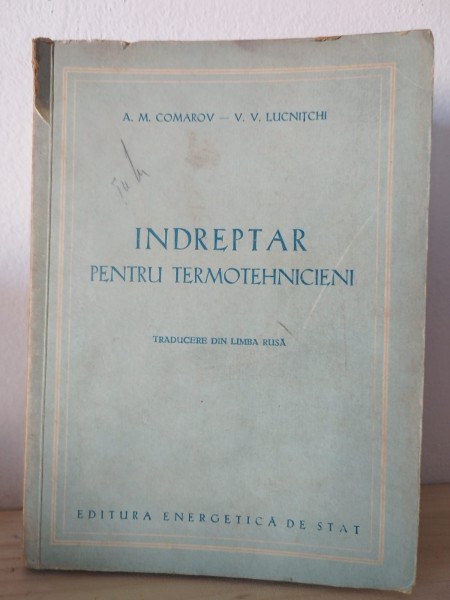 A. M. COMAROV — V. V. LUCNIȚCHI
INDREPTAR
PENTRU TERMOTEHNICIENI
TRADUCERE DIN LIMBA RUSĂ
EDITURA ENERGETICĂ DE STAT